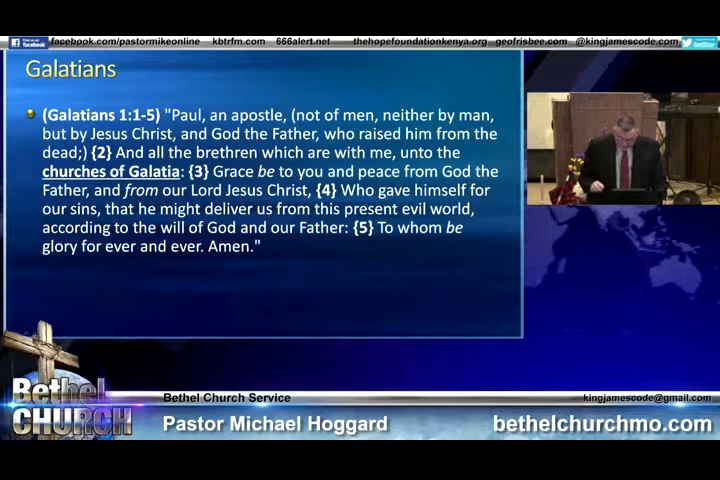 Find us on facebook facebook.com/pastormikeonline kbtrfm.com 666alert.net thehopefoundationkenya.org geofrisbee.com @kingjamescode.com twitter
Galatians
(Galatians 1:1-5) "Paul, an apostle, (not of men, neither by man,
but by Jesus Christ, and God the Father, who raised him from the
dead;) {2} And all the brethren which are with me, unto the
churches of Galatia: {3} Grace be to you and peace from God the
Father, and from our Lord Jesus Christ, {4} Who gave himself for
our sins, that he might deliver us from this present evil world,
according to the will of God and our Father: {5} To whom be
glory for ever and ever. Amen."
Bethel
CHURCH
Bethel Church Service kingjamescode@gmail.com
Pastor Michael Hoggard bethelchurchmo.com